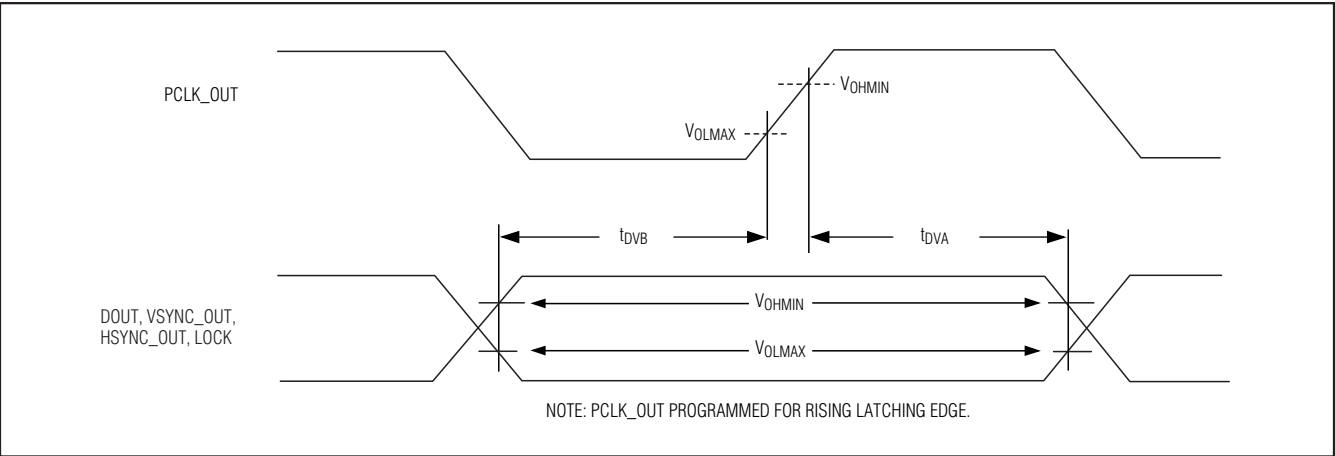 PCLK_OUT
VOHMIN
VOLMAX
tDVB
tDVA
VOHMIN
DOUT, VSYNC_OUT,
HSYNC_OUT, LOCK
VOLMAX
NOTE: PCLK_OUT PROGRAMMED FOR RISING LATCHING EDGE.